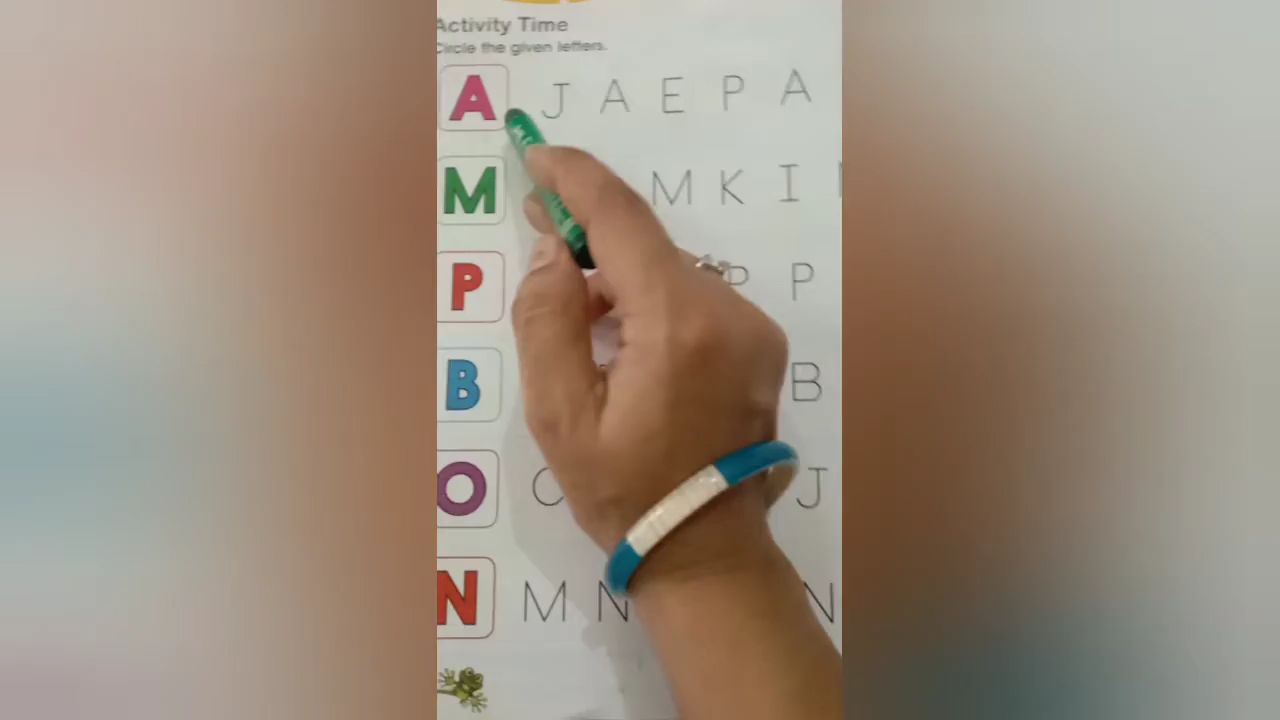 Activity Time
Circle the given letters.
A J A E P A
M M K I
P P P
B B
O J
N M N N